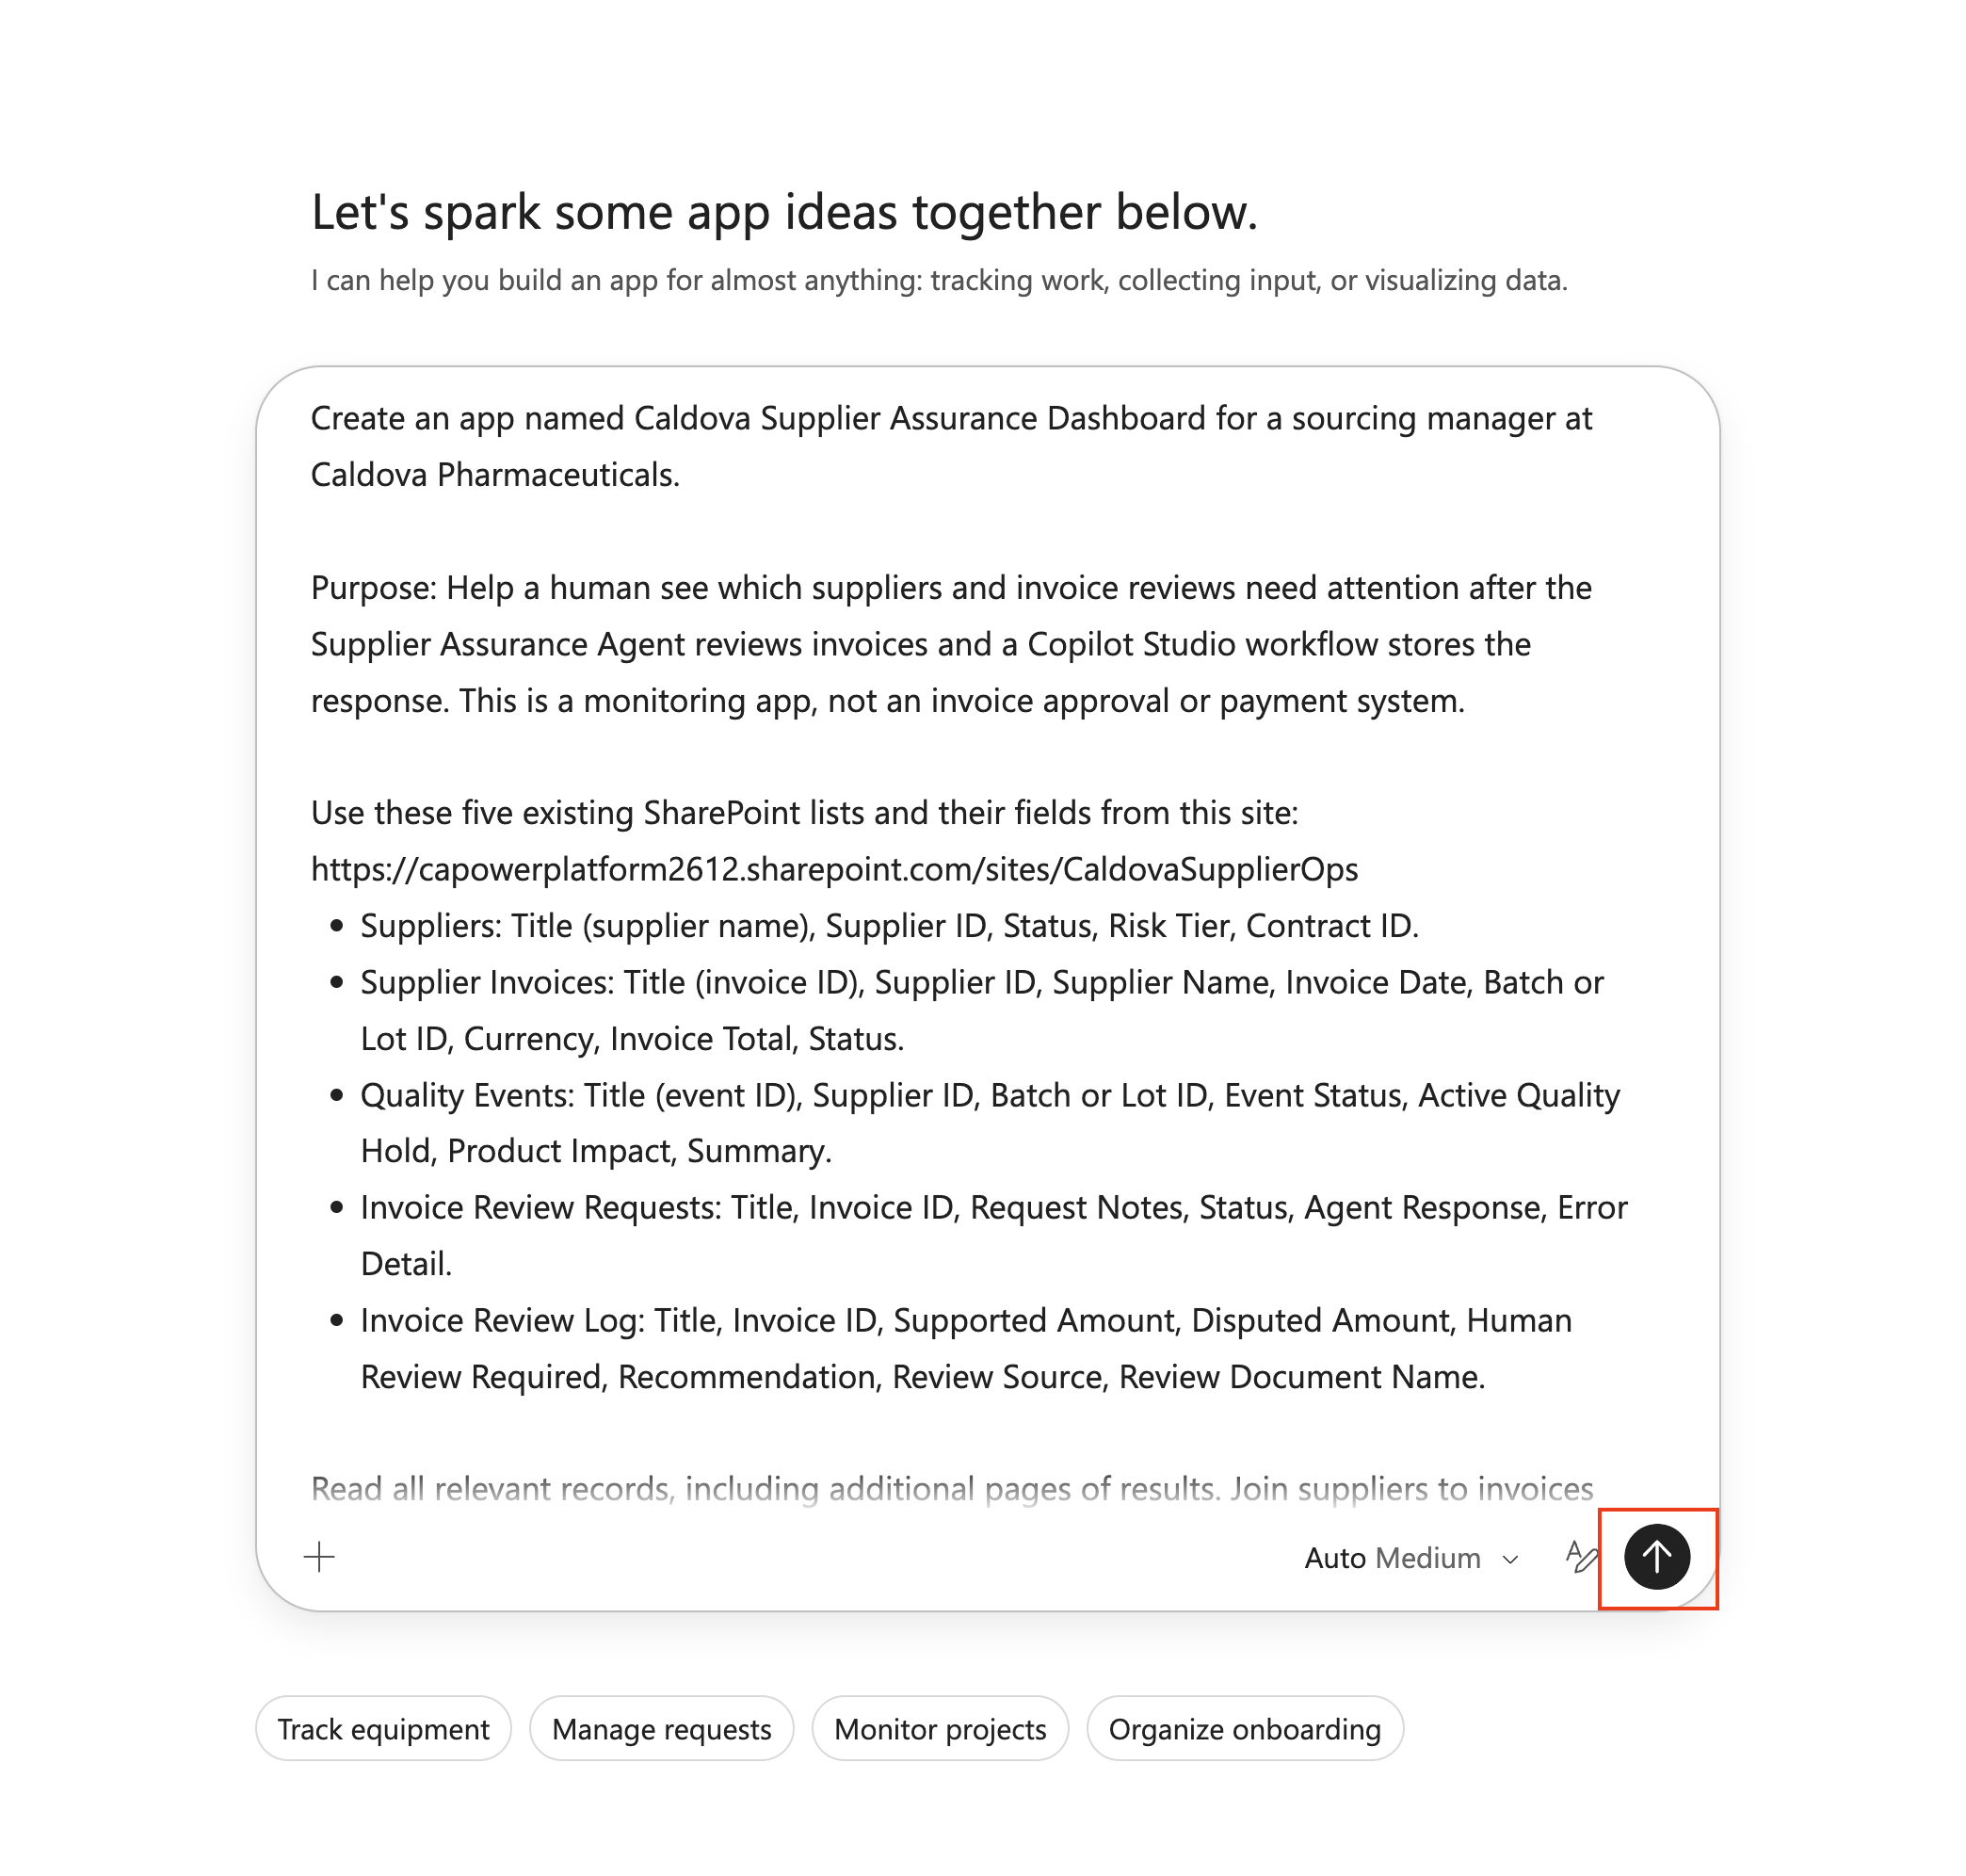 Let's spark some app ideas together below.
I can help you build an app for almost anything: tracking work, collecting input, or visualizing data.
Create an app named Caldova Supplier Assurance Dashboard for a sourcing manager at
Caldova Pharmaceuticals.
Purpose: Help a human see which suppliers and invoice reviews need attention after the
Supplier Assurance Agent reviews invoices and a Copilot Studio workflow stores the
response. This is a monitoring app, not an invoice approval or payment system.
Use these five existing SharePoint lists and their fields from this site:
https://capowerplatform2612.sharepoint.com/sites/CaldovaSupplierOps
• Suppliers: Title (supplier name), Supplier ID, Status, Risk Tier, Contract ID.
• Supplier Invoices: Title (invoice ID), Supplier ID, Supplier Name, Invoice Date, Batch or
Lot ID, Currency, Invoice Total, Status.
• Quality Events: Title (event ID), Supplier ID, Batch or Lot ID, Event Status, Active Quality
Hold, Product Impact, Summary.
• Invoice Review Requests: Title, Invoice ID, Request Notes, Status, Agent Response, Error
Detail.
• Invoice Review Log: Title, Invoice ID, Supported Amount, Disputed Amount, Human
Review Required, Recommendation, Review Source, Review Document Name.
Read all relevant records, including additional pages of results. Join suppliers to invoices
Auto Medium
Track equipment
Manage requests
Monitor projects
Organize onboarding